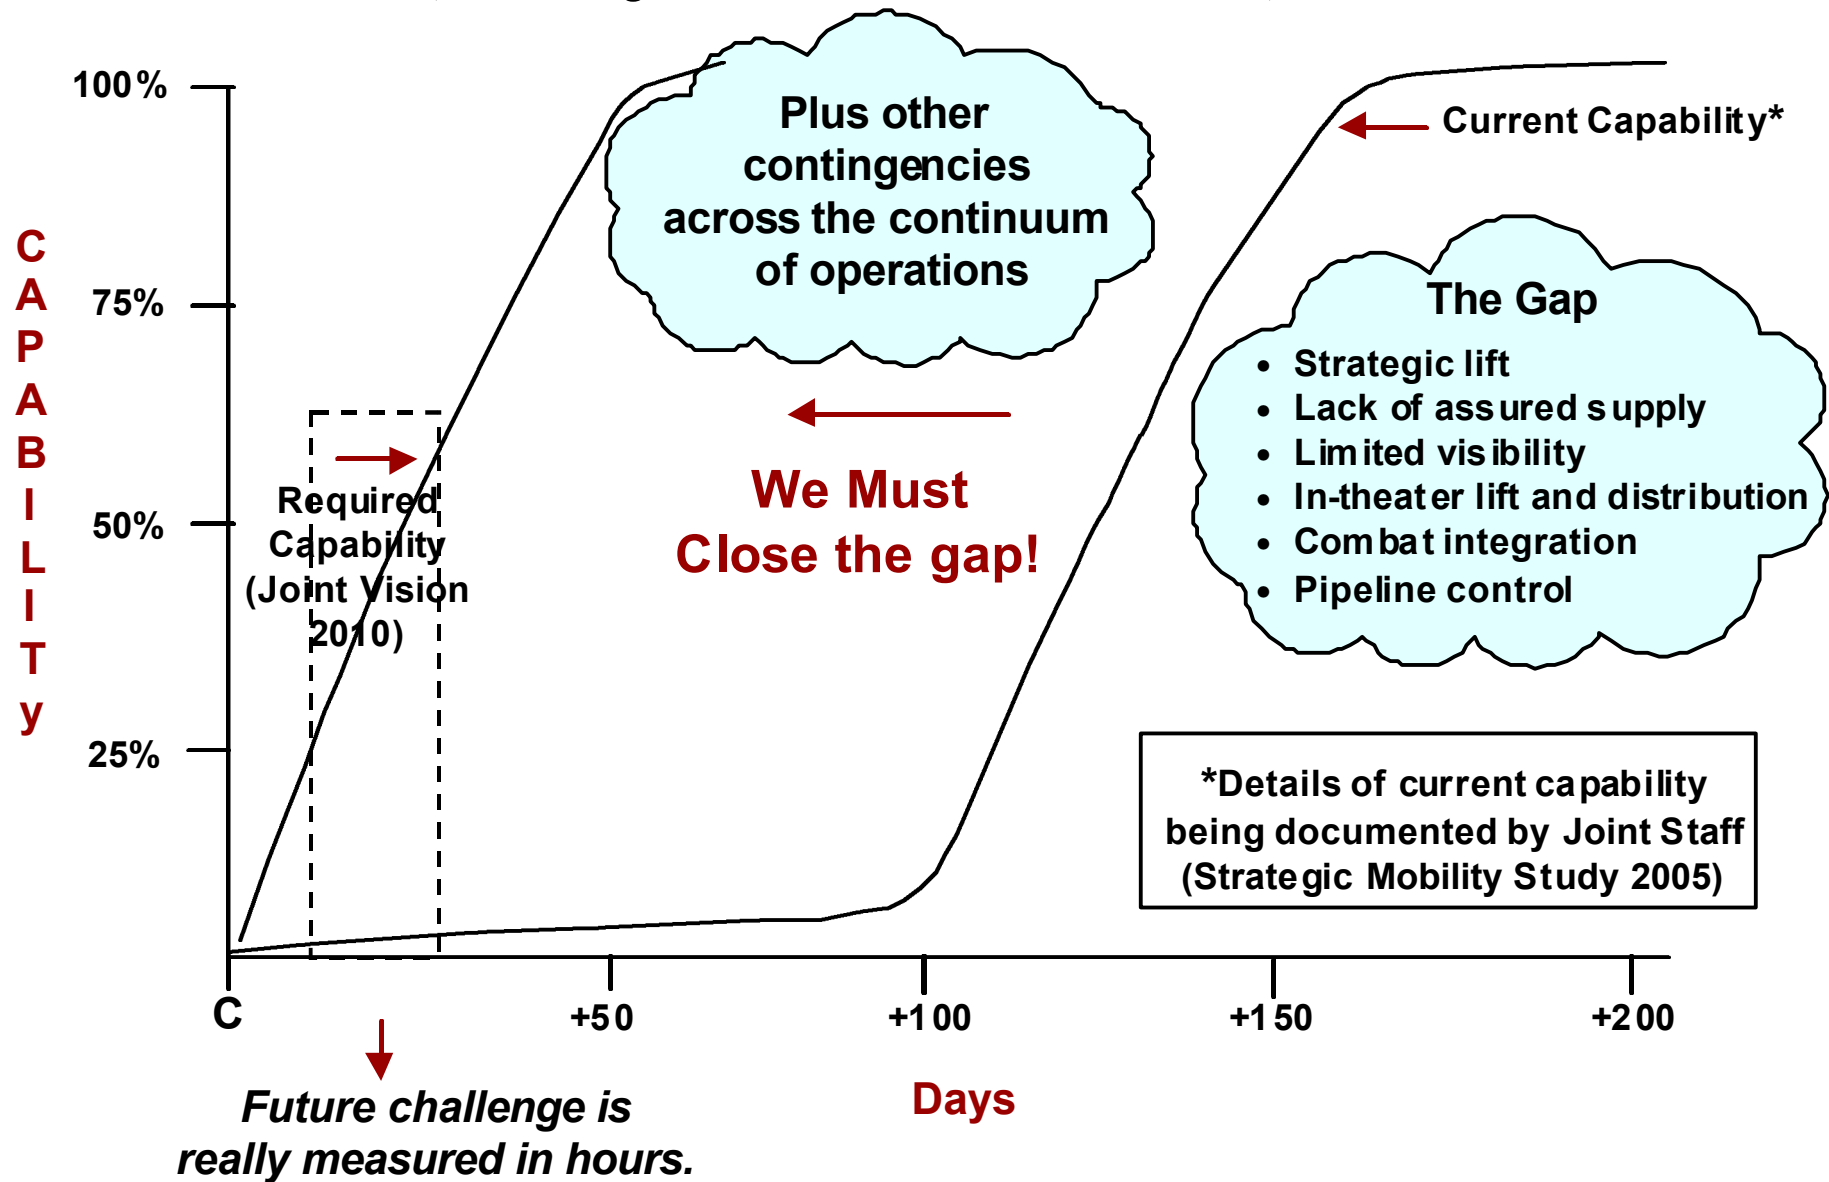 100%
75%
50%
25%
CAPABILITy
Plus other
contingencies
across the continuum
of operations
Current Capability*
The Gap
• Strategic lift
• Lack of assured supply
• Limited visibility
• In-theater lift and distribution
• Combat integration
• Pipeline control
Required
Capability
(Joint Vision
2010)
We Must
Close the gap!
*Details of current capability
being documented by Joint Staff
(Strategic Mobility Study 2005)
C +50 +100 +150 +200
Days
Future challenge is
really measured in hours.